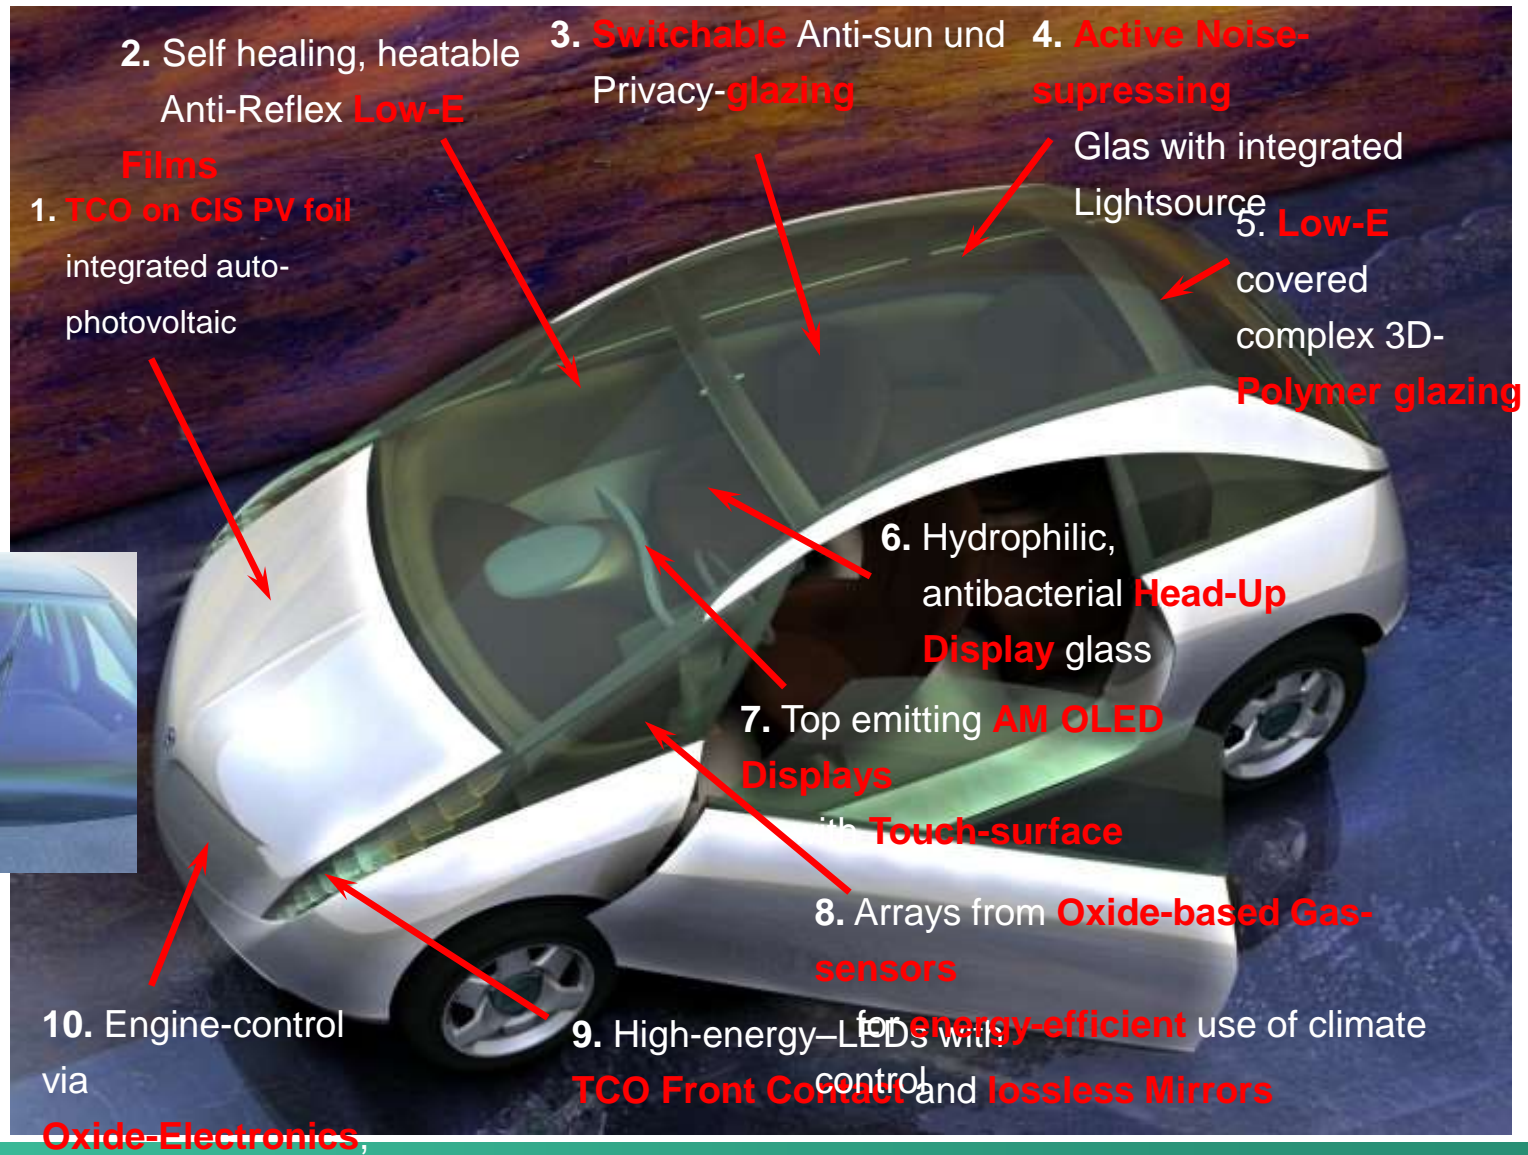 1. TCO on CIS PV foil
integrated auto-
photovoltaic
2. Self healing, heatable
Anti-Reflex Low-E
Films
3. Switchable Anti-sun und
Privacy-glazing
4. Active Noise-
supressing
Glas with integrated
Lightsource
5. Low-E
covered
complex 3D-
Polymer glazing
6. Hydrophilic,
antibacterial Head-Up
Display glass
7. Top emitting AM OLED
Displays
Touch-surface
8. Arrays from Oxide-based Gas-
sensors
for energy-efficient use of climate
control
9. High-energy–LEDs with
TCO Front Contact and lossless Mirrors
10. Engine-control
via
Oxide-Electronics,